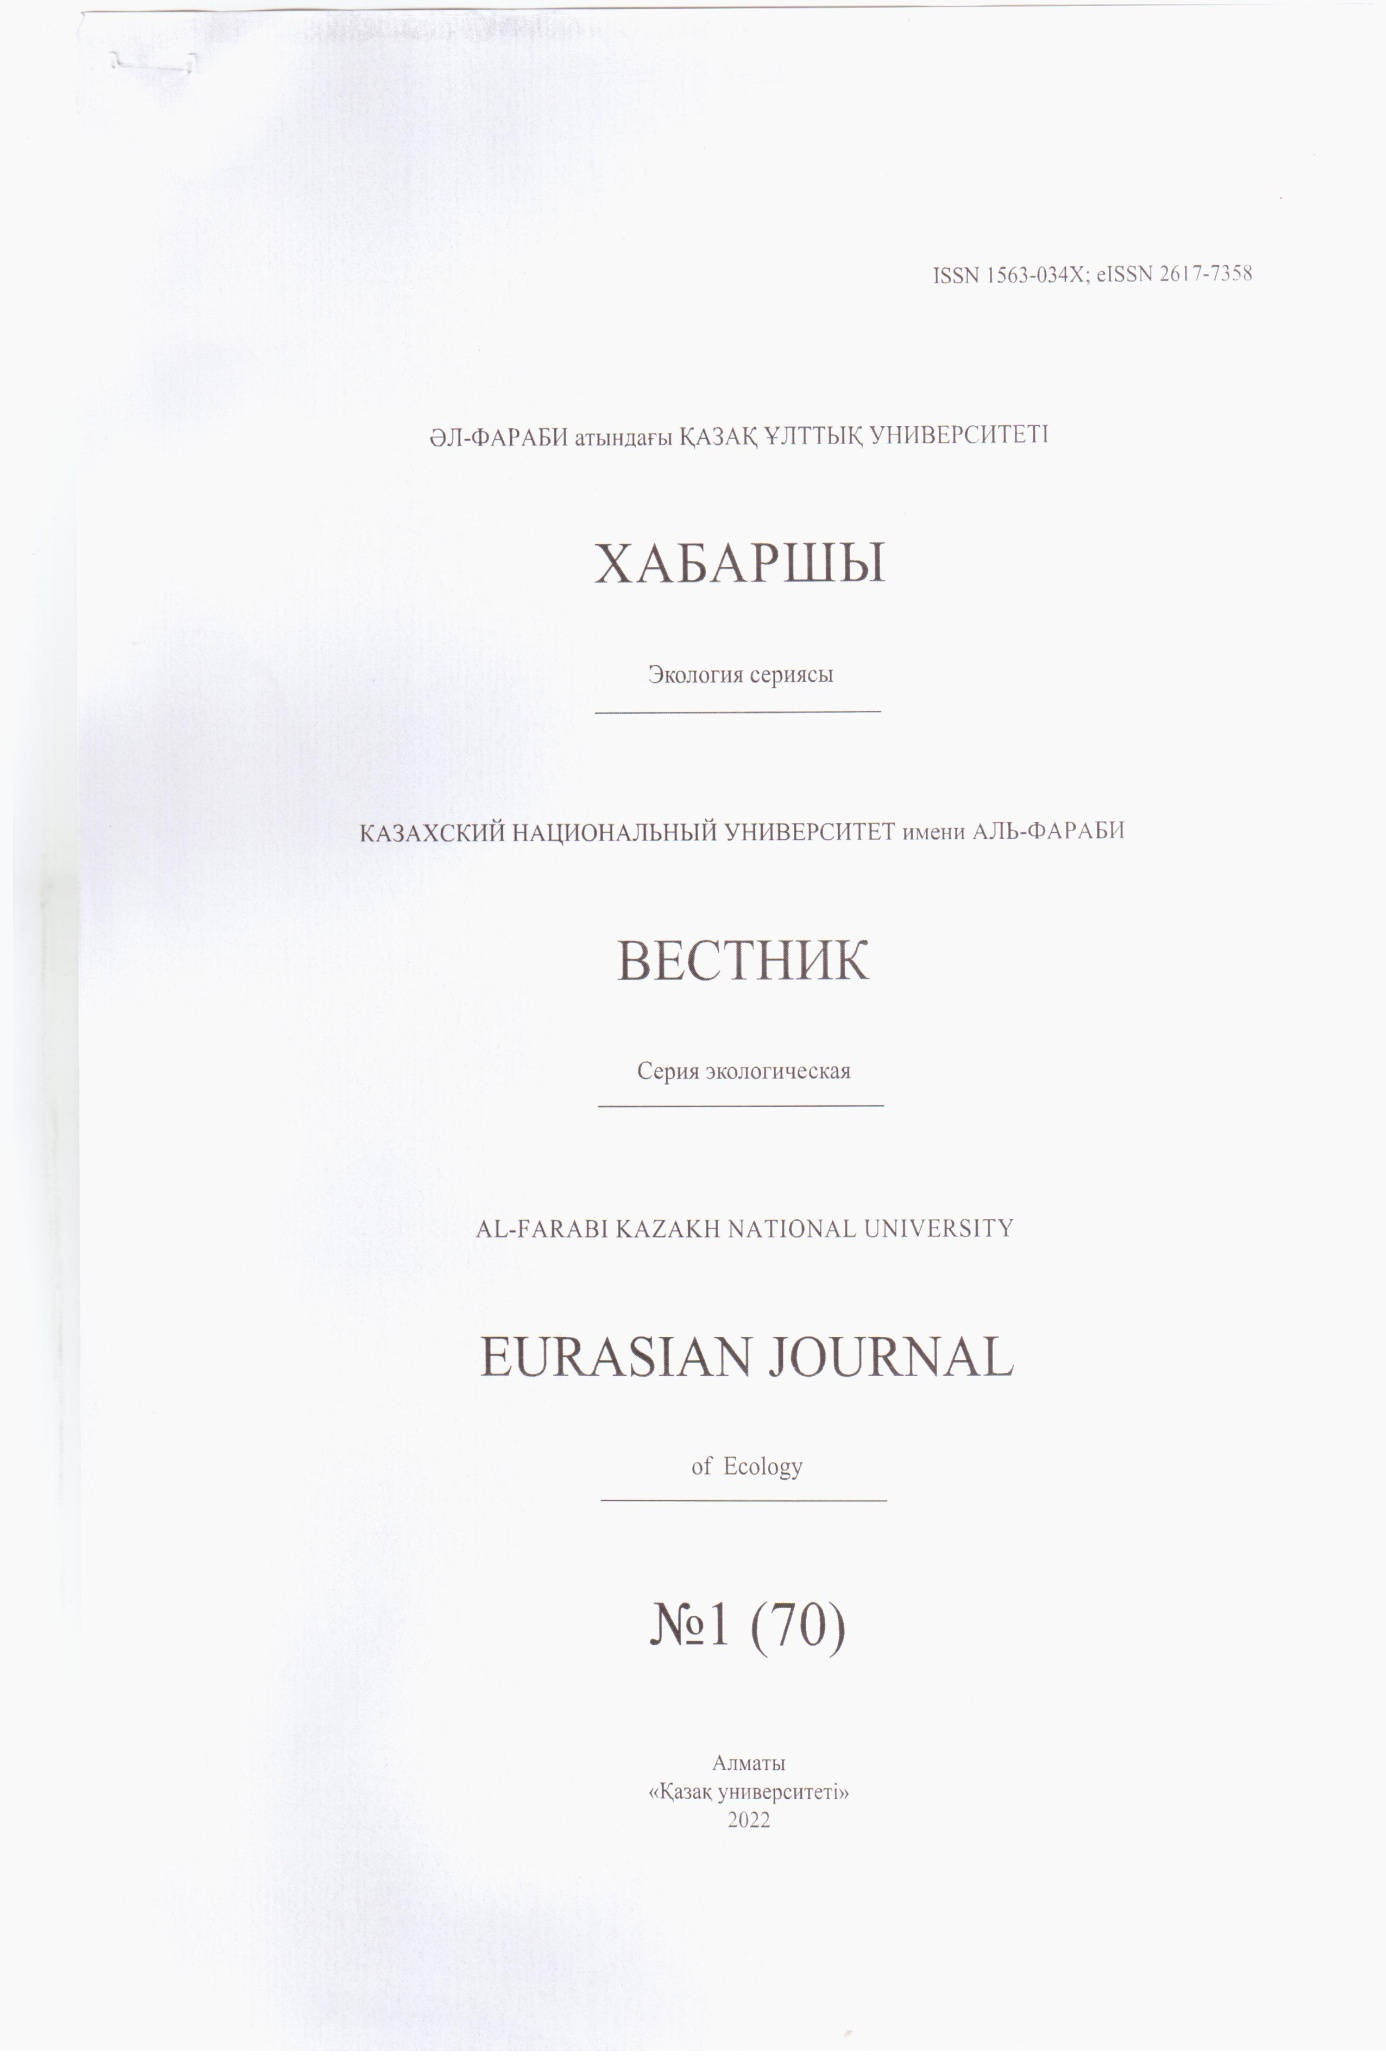 ISSN 1563-034X; eISSN 2617-7358
ӘЛ-ФАРАБИ атындағы ҚАЗАҚ ҰЛТТЫҚ УНИВЕРСИТЕТІ
ХАБАРШЫ
Экология сериясы
КАЗАХСКИЙ НАЦИОНАЛЬНЫЙ УНИВЕРСИТЕТ имени АЛЬ-ФАРАБИ
ВЕСТНИК
Серия экологическая
AL-FARABI KAZAKH NATIONAL UNIVERSITY
EURASIAN JOURNAL
of Ecology
№1 (70)
Алматы
«Қазақ университеті»
2022